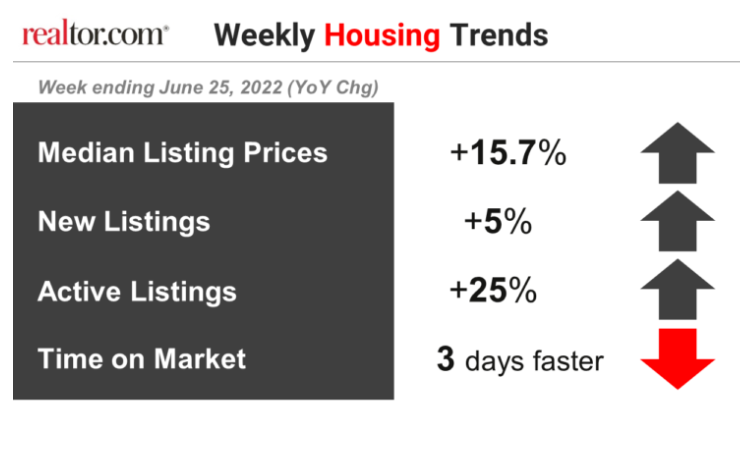 realtor.com® Weekly Housing Trends
Week ending June 25, 2022 (YoY Chg)
Median Listing Prices +15.7%
New Listings +5%
Active Listings +25%
Time on Market 3 days faster